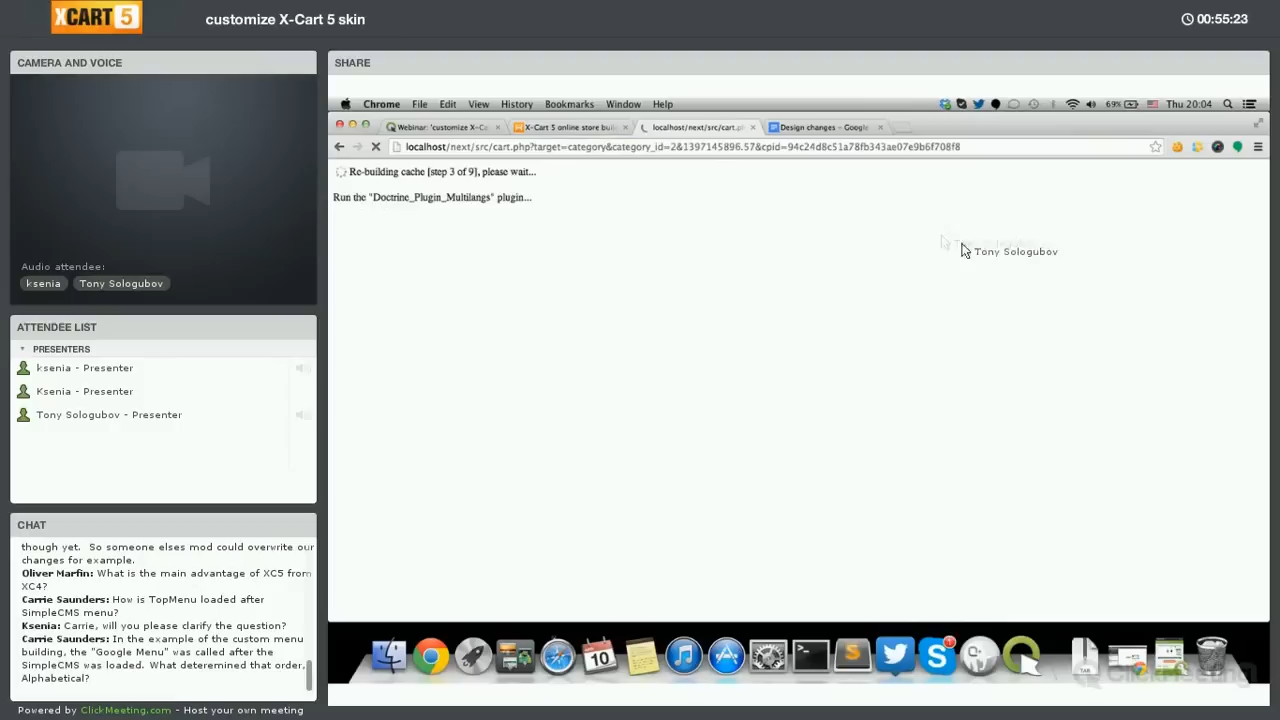 XCART 5
customize X-Cart 5 skin
00:55:23
CAMERA AND VOICE
Audio attendee:
ksenia
Tony Sologubov
ATTENDEE LIST
PRESENTERS
ksenia - Presenter
Ksenia - Presenter
Tony Sologubov - Presenter
CHAT
though yet. So someone elses mod could overwrite our
changes for example.
Oliver Marfin: What is the main advantage of XC5 from
XC4?
Carrie Saunders: How is TopMenu loaded after
SimpleCMS menu?
Ksenia: Carrie, will you please clarify the question?
Carrie Saunders: In the example of the custom menu
building, the "Google Menu" was called after the
SimpleCMS was loaded. What deteremined that order,
Alphabetical?
Powered by ClickMeeting.com - Host your own meeting
SHARE
Chrome File Edit View History Bookmarks Window Help
69% Thu 20:04
Webinar: 'customize X-Ca
X-Cart 5 online store buil
localhost/next/src/cart.ph
Design changes - Google
localhost/next/src/cart.php?target=category&category_id=2&1397145896.57&cpid=94c24d8c51a78fb343ae07e9b6f708f8
Re-building cache [step 3 of 9], please wait...
Run the "Doctrine_Plugin_Multilangs" plugin...
Tony Sologubov
10
1
TAB
ClickMeeting